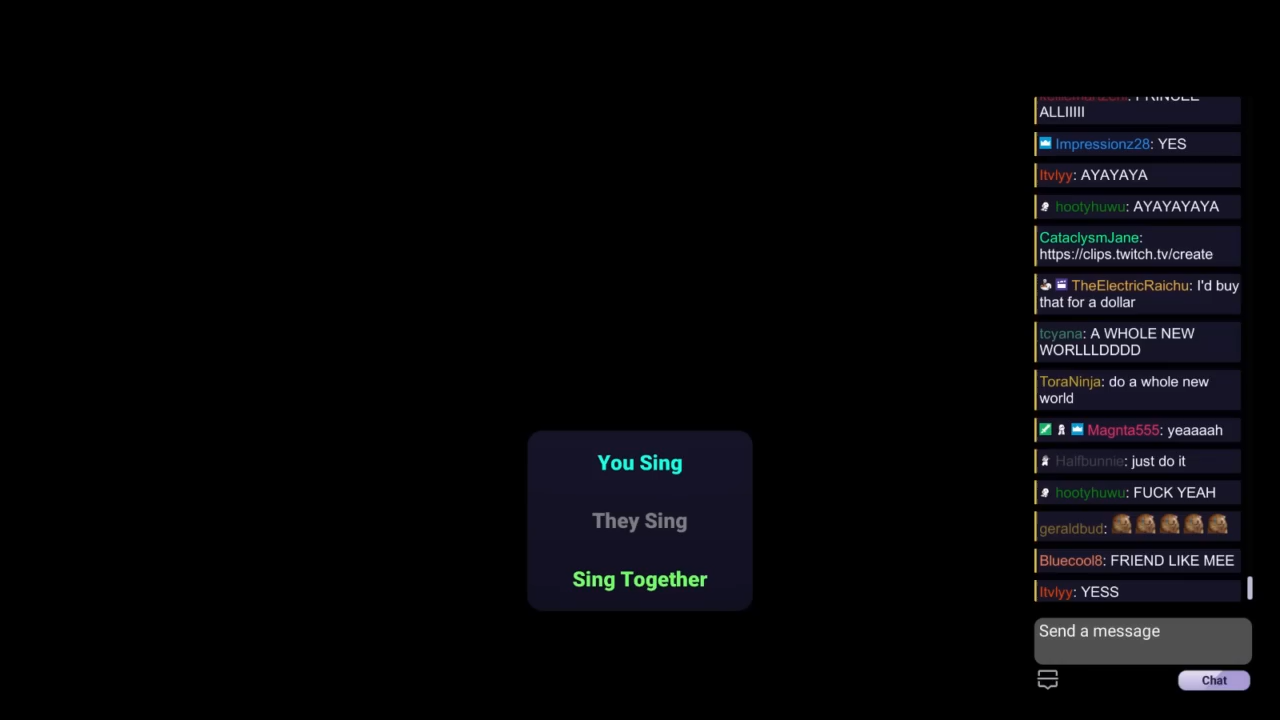 You Sing
They Sing
Sing Together
ALLIIIII
Impressionz28: YES
Itvlyy: AYAYAYA
hootyhuwu: AYAYAYAYA
CataclysmJane:
https://clips.twitch.tv/create
TheElectricRaichu: I'd buy
that for a dollar
tcyana: A WHOLE NEW
WORLLLDDDD
ToraNinja: do a whole new
world
Magnta555: yeaaaah
Halfbunnie: just do it
hootyhuwu: FUCK YEAH
geraldbud:
Bluecool8: FRIEND LIKE MEE
Itvlyy: YESS
Send a message
Chat